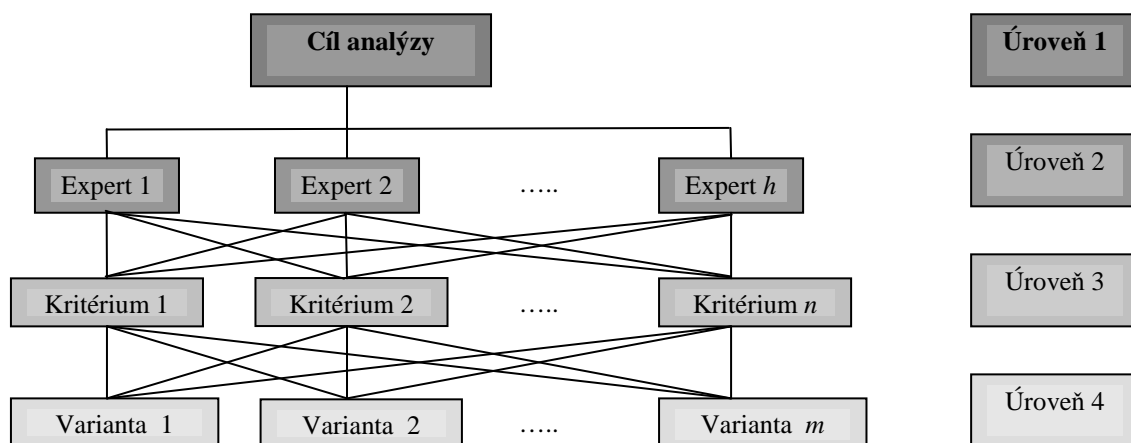 Cíl analýzy
Úroveň 1
Expert 1
Expert 2
.....
Expert h
Úroveň 2
Kritérium 1
Kritérium 2
.....
Kritérium n
Úroveň 3
Varianta 1
Varianta 2
.....
Varianta m
Úroveň 4